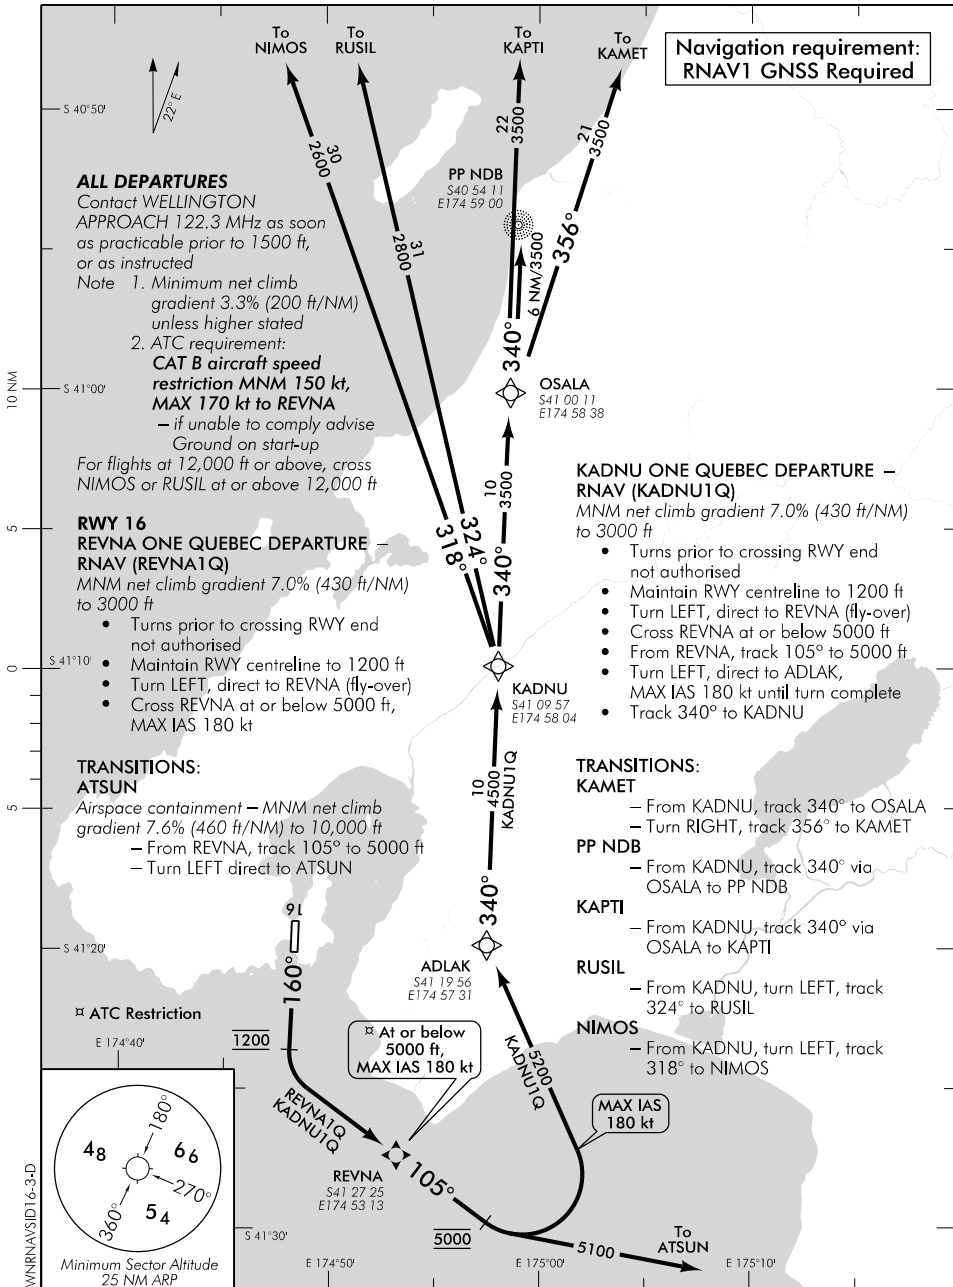 To
NIMOS
To
RUSIL
To
KAPTI
To
KAMET
Navigation requirement:
RNAV1 GNSS Required
22° E
S 40°50'
30
2600
31
2800
22
3500
21
3500
PP NDB
S40 54 11
E174 59 00
6 NM/3500
356°
340°
ALL DEPARTURES
Contact WELLINGTON
APPROACH 122.3 MHz as soon
as practicable prior to 1500 ft,
or as instructed
Note 1. Minimum net climb
gradient 3.3% (200 ft/NM)
unless higher stated
2. ATC requirement:
CAT B aircraft speed
restriction MNM 150 kt,
MAX 170 kt to REVNA
– if unable to comply advise
Ground on start-up
For flights at 12,000 ft or above, cross
NIMOS or RUSIL at or above 12,000 ft
10 NM
S 41°00'
OSALA
S41 00 11
E174 58 38
10
3500
340°
324°
318°
5
RWY 16
REVNA ONE QUEBEC DEPARTURE –
RNAV (REVNA1Q)
MNM net climb gradient 7.0% (430 ft/NM)
to 3000 ft
• Turns prior to crossing RWY end
not authorised
• Maintain RWY centreline to 1200 ft
• Turn LEFT, direct to REVNA (fly-over)
• Cross REVNA at or below 5000 ft,
MAX IAS 180 kt
KADNU ONE QUEBEC DEPARTURE –
RNAV (KADNU1Q)
MNM net climb gradient 7.0% (430 ft/NM)
to 3000 ft
• Turns prior to crossing RWY end
not authorised
• Maintain RWY centreline to 1200 ft
• Turn LEFT, direct to REVNA (fly-over)
• Cross REVNA at or below 5000 ft
• From REVNA, track 105° to 5000 ft
• Turn LEFT, direct to ADLAK,
MAX IAS 180 kt until turn complete
• Track 340° to KADNU
0
S 41°10'
KADNU
S41 09 57
E174 58 04
10
4500
KADNU1Q
340°
5
TRANSITIONS:
ATSUN
Airspace containment – MNM net climb
gradient 7.6% (460 ft/NM) to 10,000 ft
– From REVNA, track 105° to 5000 ft
– Turn LEFT direct to ATSUN
TRANSITIONS:
KAMET
– From KADNU, track 340° to OSALA
– Turn RIGHT, track 356° to KAMET
PP NDB
– From KADNU, track 340° via
OSALA to PP NDB
KAPTI
– From KADNU, track 340° via
OSALA to KAPTI
RUSIL
– From KADNU, turn LEFT, track
324° to RUSIL
NIMOS
– From KADNU, turn LEFT, track
318° to NIMOS
16
160°
S 41°20'
ADLAK
S41 19 56
E174 57 31
¤ ATC Restriction
E 174°40'
1200
¤ At or below
5000 ft,
MAX IAS 180 kt
5200
KADNU1Q
MAX IAS
180 kt
REVNA1Q
KADNU1Q
REVNA
S41 27 25
E174 53 13
105°
5000
5100
To
ATSUN
S 41°30'
E 174°50'
E 175°00'
E 175°10'
180°
48
66
270°
360°
54
Minimum Sector Altitude
25 NM ARP
WNRNAVSID16-3-D